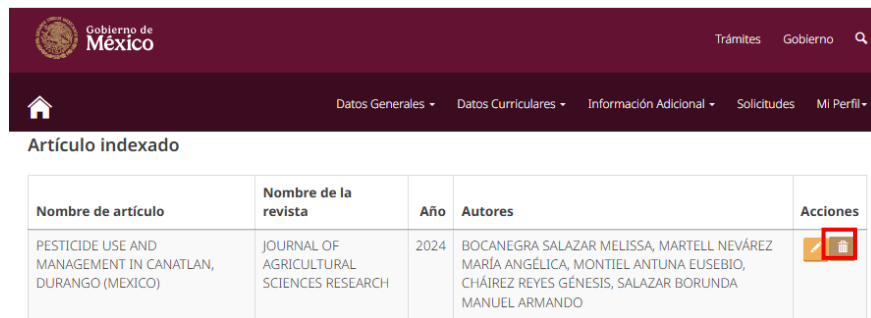 Gobierno de
México
Trámites Gobierno
Datos Generales Datos Curriculares Información Adicional Solicitudes Mi Perfil
Artículo indexado
Nombre de artículo
Nombre de la
revista
Año
Autores
Acciones
PESTICIDE USE AND
MANAGEMENT IN CANATLAN,
DURANGO (MEXICO)
JOURNAL OF
AGRICULTURAL
SCIENCES RESEARCH
2024
BOCANEGRA SALAZAR MELISSA, MARTELL NEVÁREZ
MARÍA ANGÉLICA, MONTIEL ANTUNA EUSEBIO,
CHÁIREZ REYES GÉNESIS, SALAZAR BORUNDA
MANUEL ARMANDO